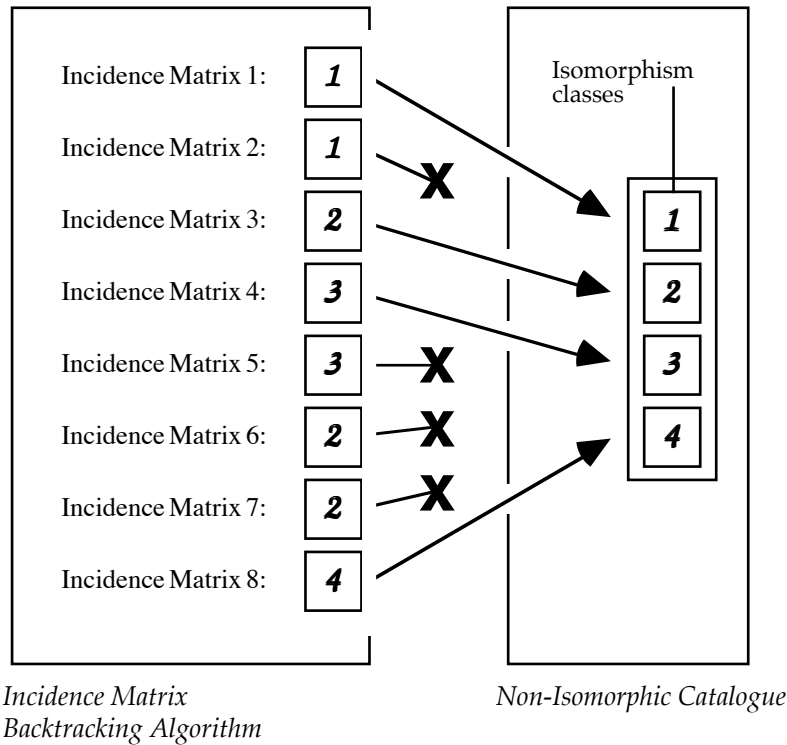 Incidence Matrix 1: 1
Incidence Matrix 2: 1
Incidence Matrix 3: 2
Incidence Matrix 4: 3
Incidence Matrix 5: 3
Incidence Matrix 6: 2
Incidence Matrix 7: 2
Incidence Matrix 8: 4
X
X
X
X
Isomorphism
classes
1
2
3
4
Incidence Matrix
Backtracking Algorithm
Non-Isomorphic Catalogue